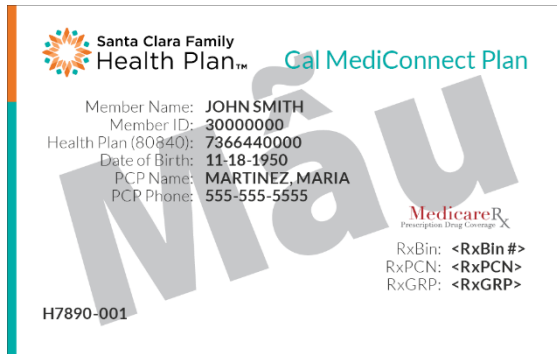 Santa Clara Family
Health Plan™
Cal MediConnect Plan
Member Name: JOHN SMITH
Member ID: 30000000
Health Plan (80840): 7366440000
Date of Birth: 11-18-1950
PCP Name: MARTINEZ, MARIA
PCP Phone: 555-555-5555
Mẫu
MedicareRx
Prescription Drug Coverage
RxBin: <RxBin #>
RxPCN: <RxPCN>
RxGRP: <RxGRP>
H7890-001